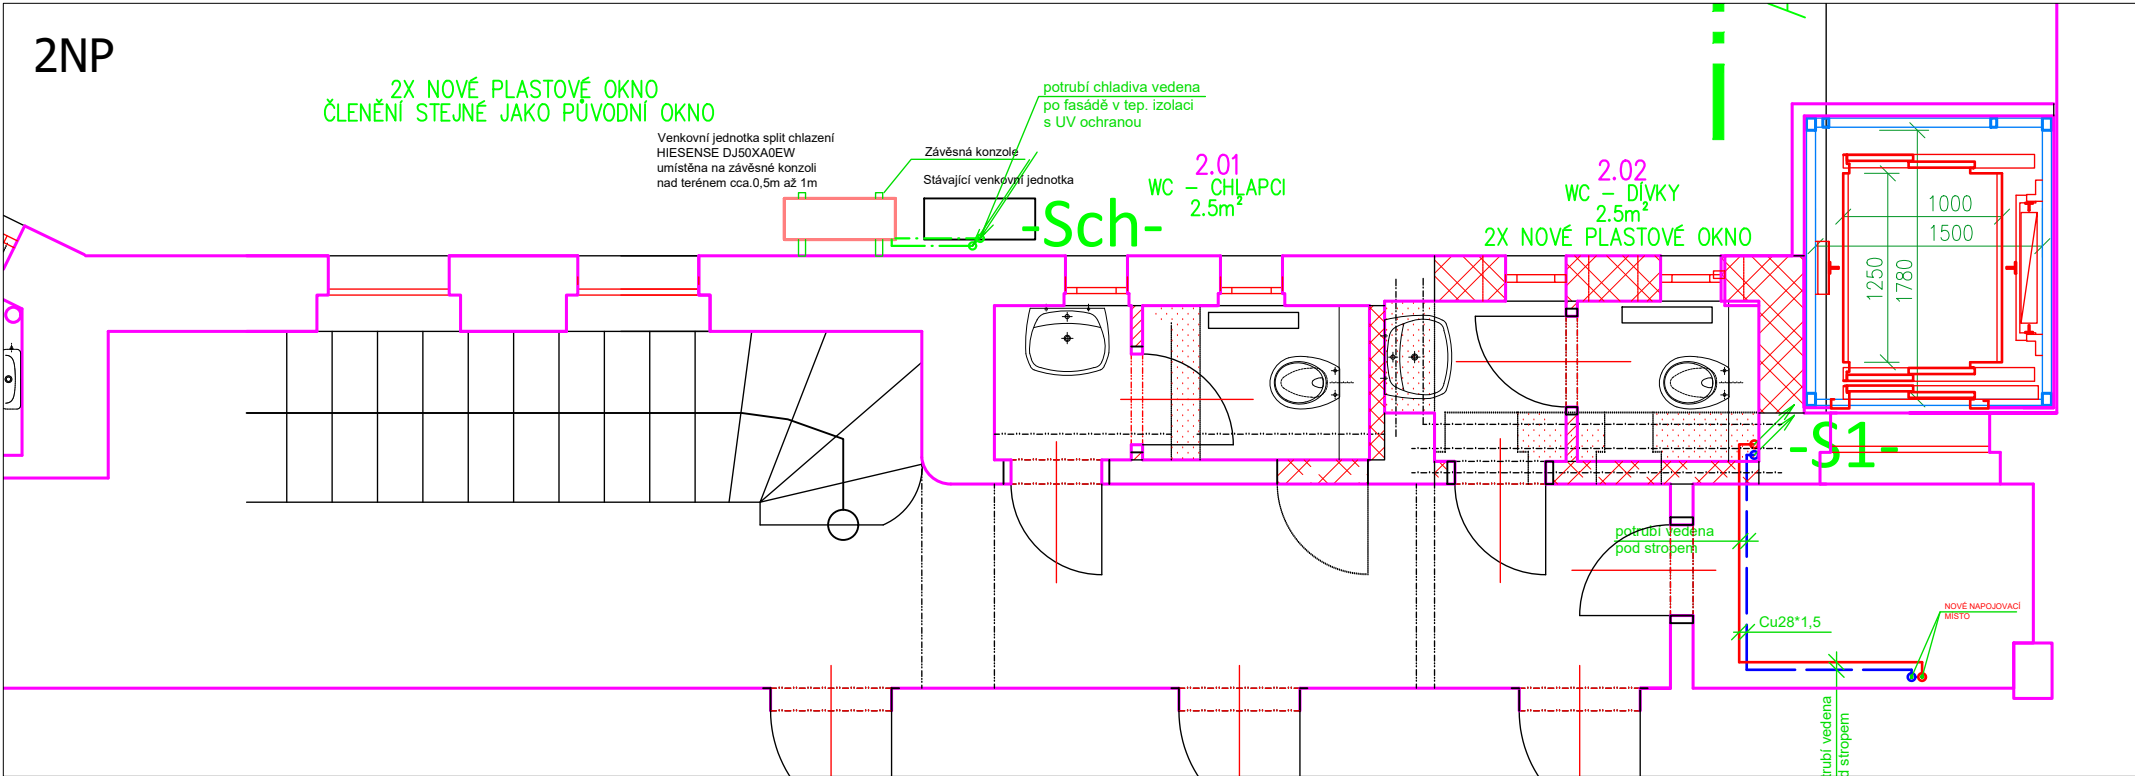 2NP
2X NOVÉ PLASTOVÉ OKNO
ČLENĚNÍ STEJNÉ JAKO PŮVODNÍ OKNO
Venkovní jednotka split chlazení
HIESENSE DJ50XA0EW
umístěna na závěsné konzoli
nad terénem cca.0,5m až 1m
potrubí chladiva vedena
po fasádě v tep. izolaci
s UV ochranou
Závěsná konzole
Stávající venkovní jednotka
-Sch-
2.01
WC - CHLAPCI
2.5m²
2.02
WC - DÍVKY
2.5m²
2X NOVÉ PLASTOVÉ OKNO
1000
1500
1250
1780
-S1-
potrubí vedena
pod stropem
Cu28*1,5
NOVÉ NAPOJOVACÍ
MÍSTO
trubí vedena
d stropem